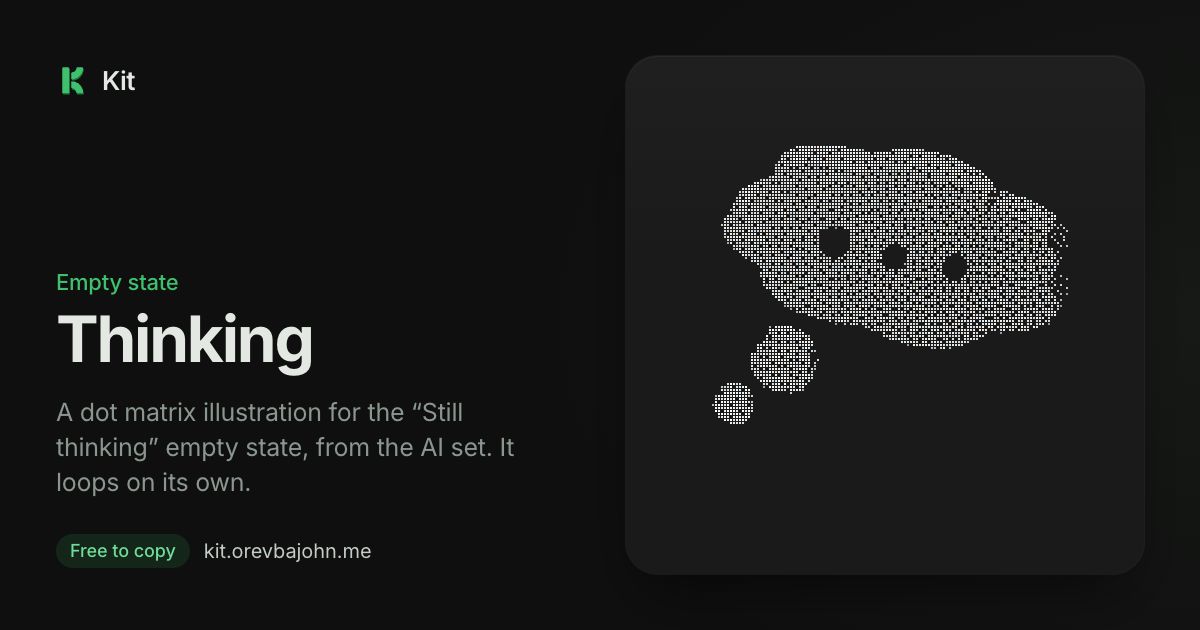 Kit
Empty state
Thinking
A dot matrix illustration for the “Still
thinking” empty state, from the AI set. It
loops on its own.
Free to copy
kit.orevbajohn.me